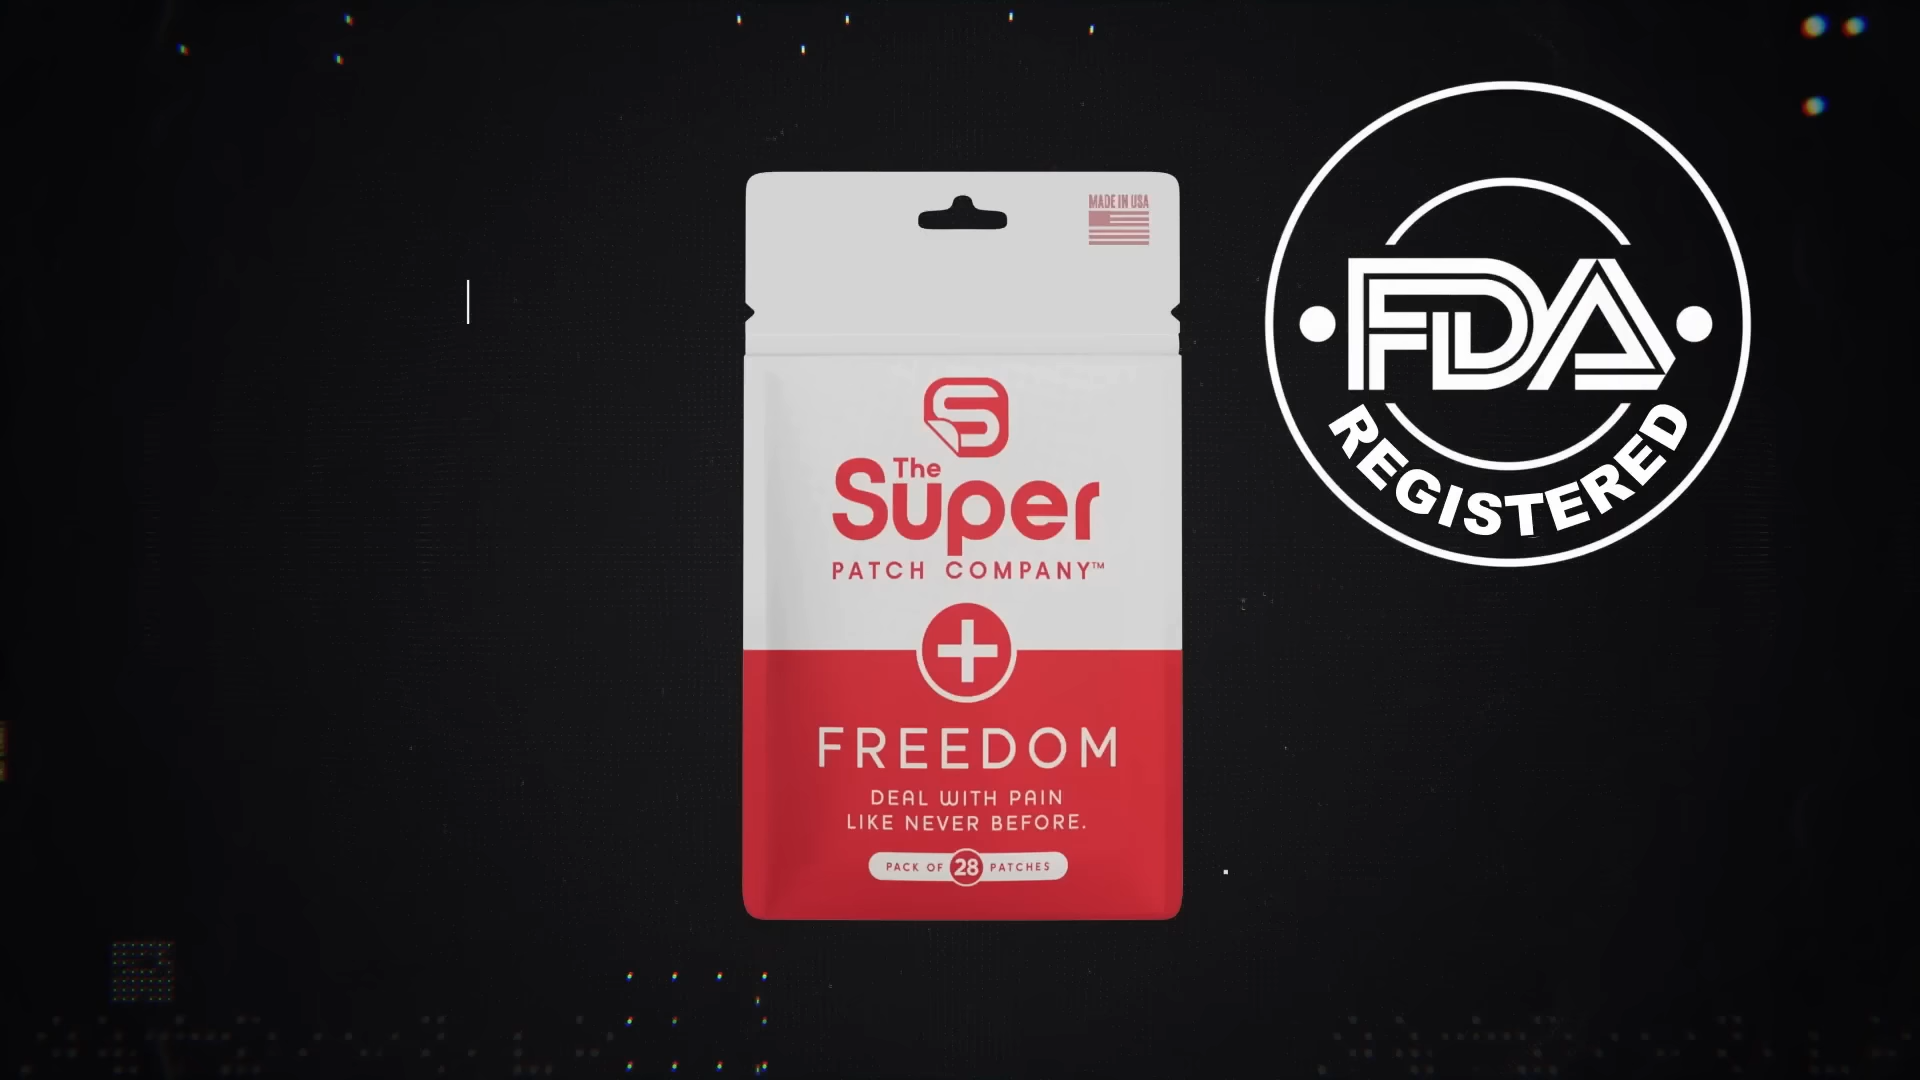 MADE IN USA
The
Super
PATCH COMPANY™
FREEDOM
DEAL WITH PAIN
LIKE NEVER BEFORE.
PACK OF 28 PATCHES
FDA
REGISTERED